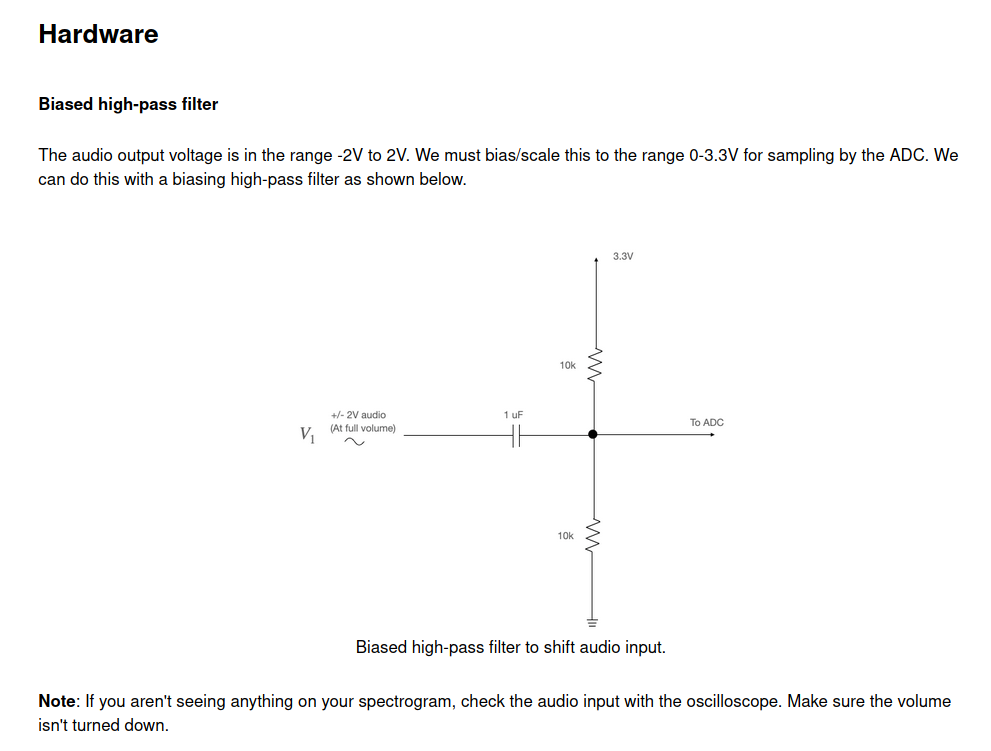 Hardware
Biased high-pass filter
The audio output voltage is in the range -2V to 2V. We must bias/scale this to the range 0-3.3V for sampling by the ADC. We
can do this with a biasing high-pass filter as shown below.
3.3V
10k
+/- 2V audio
(At full volume)
V1
1 uF
To ADC
10k
Biased high-pass filter to shift audio input.
Note: If you aren't seeing anything on your spectrogram, check the audio input with the oscilloscope. Make sure the volume
isn't turned down.